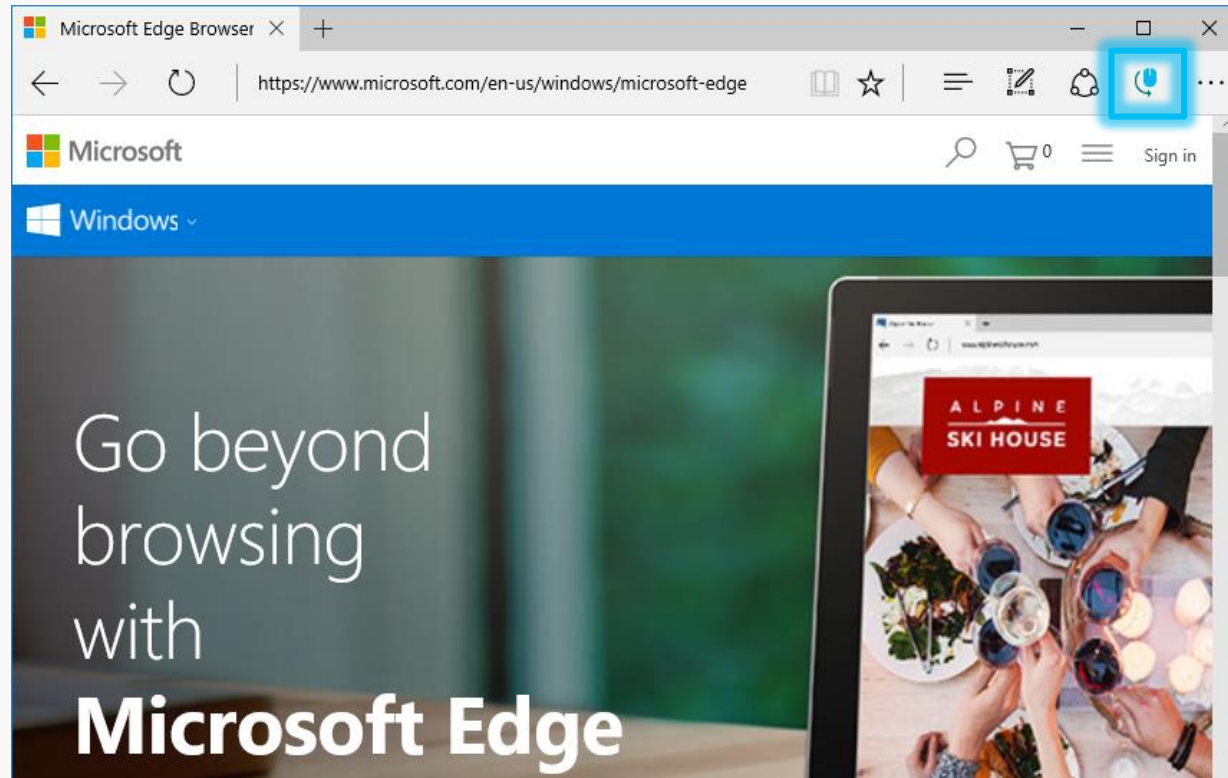 Microsoft Edge Browser
https://www.microsoft.com/en-us/windows/microsoft-edge
Microsoft
0
Sign in
Windows
ALPINE
SKI HOUSE
Go beyond
browsing
with
Microsoft Edge